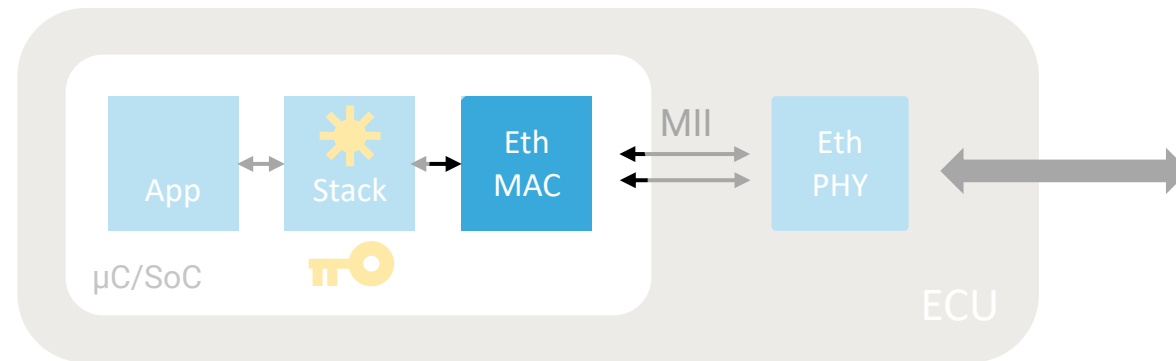 App
Stack
Eth
MAC
MII
Eth
PHY
µC/SoC
ECU